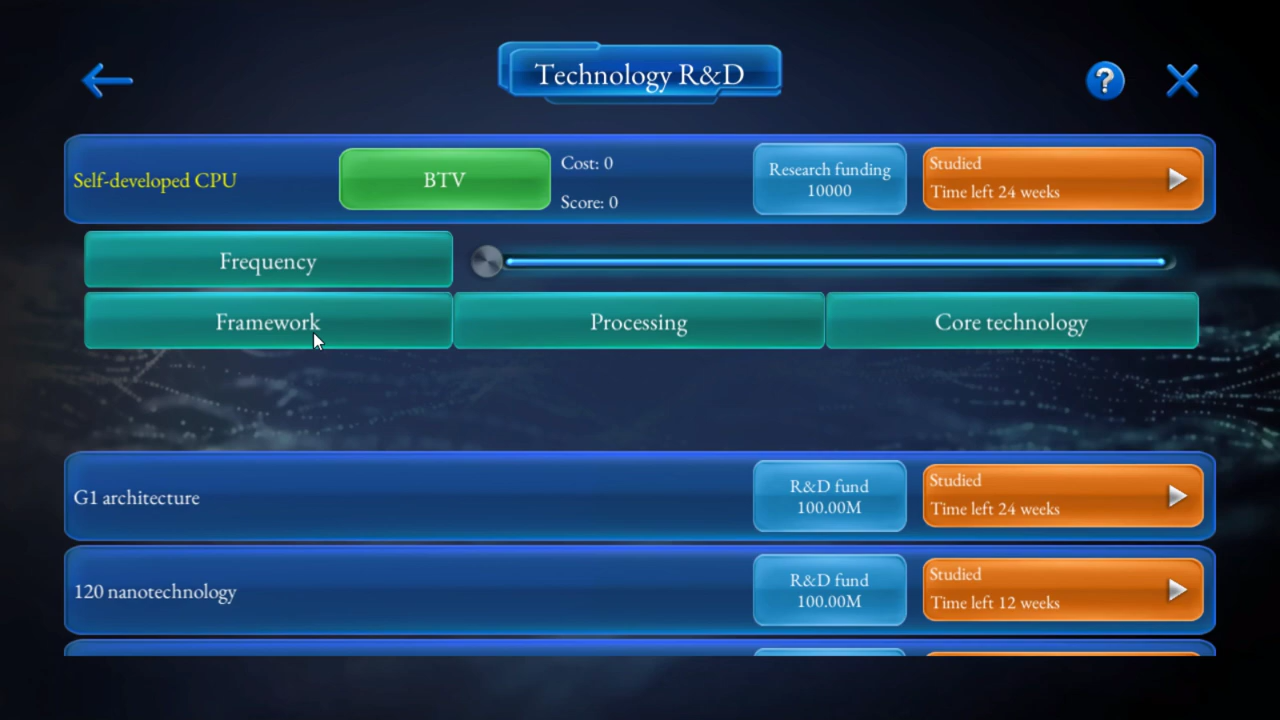 Technology R&D
?
Self-developed CPU
BTV
Cost: 0
Score: 0
Research funding
10000
Studied
Time left 24 weeks
Frequency
Framework
Processing
Core technology
G1 architecture
R&D fund
100.00M
Studied
Time left 24 weeks
120 nanotechnology
R&D fund
100.00M
Studied
Time left 12 weeks